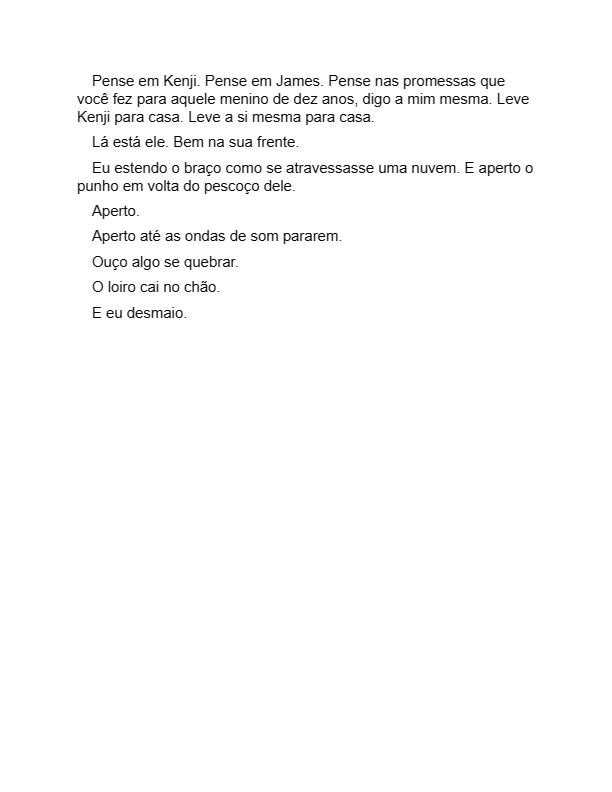 Pense em Kenji. Pense em James. Pense nas promessas que
você fez para aquele menino de dez anos, digo a mim mesma. Leve
Kenji para casa. Leve a si mesma para casa.
Lá está ele. Bem na sua frente.
Eu estendo o braço como se atravessasse uma nuvem. E aperto o
punho em volta do pescoço dele.
Aperto.
Aperto até as ondas de som pararem.
Ouço algo se quebrar.
O loiro cai no chão.
E eu desmaio.